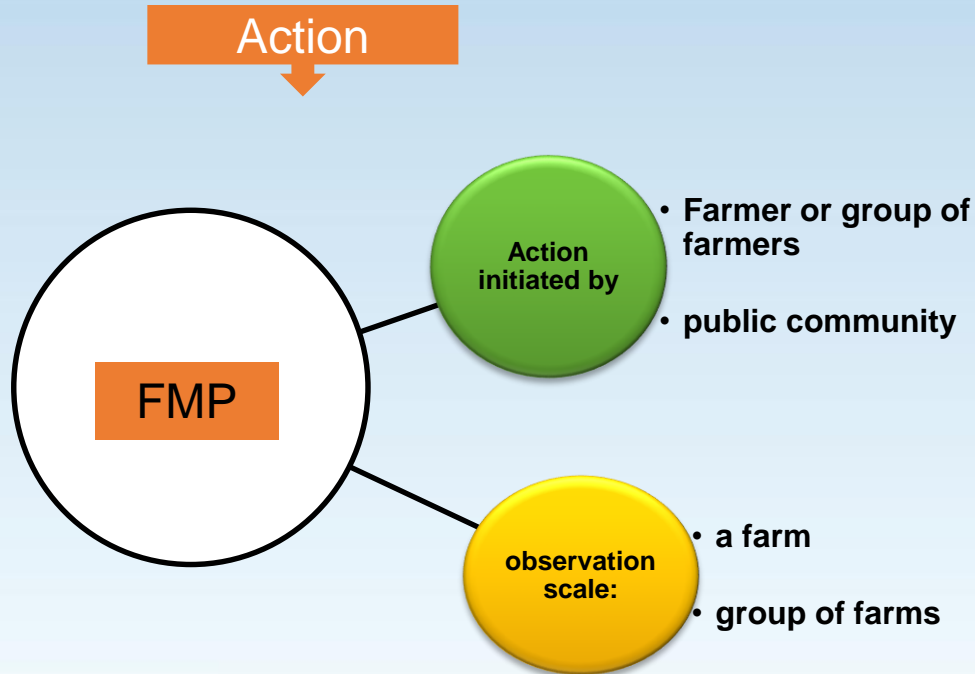 Action
Action
initiated by
• Farmer or group of
farmers
• public community
FMP
observation
scale:
• a farm
• group of farms